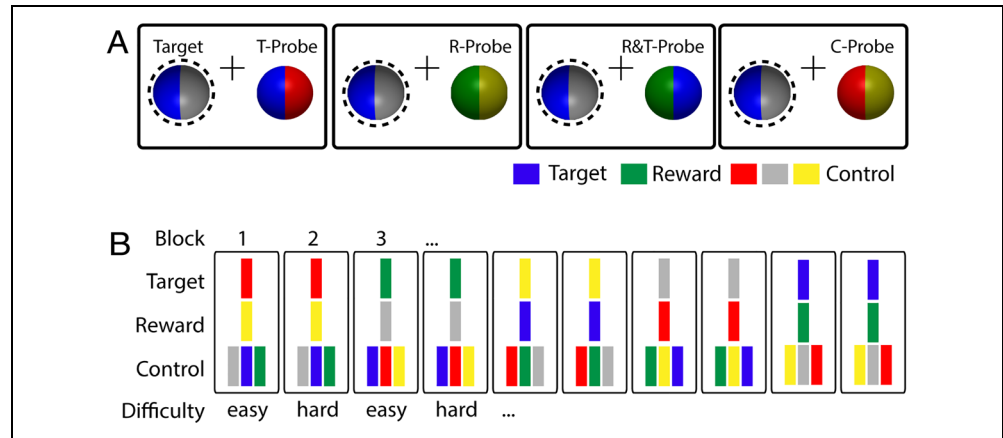 A
Target T-Probe R-Probe R&T-Probe C-Probe
Target Reward Control
B
Block 1 2 3 ...
Target
Reward
Control
Difficulty easy hard easy hard ...